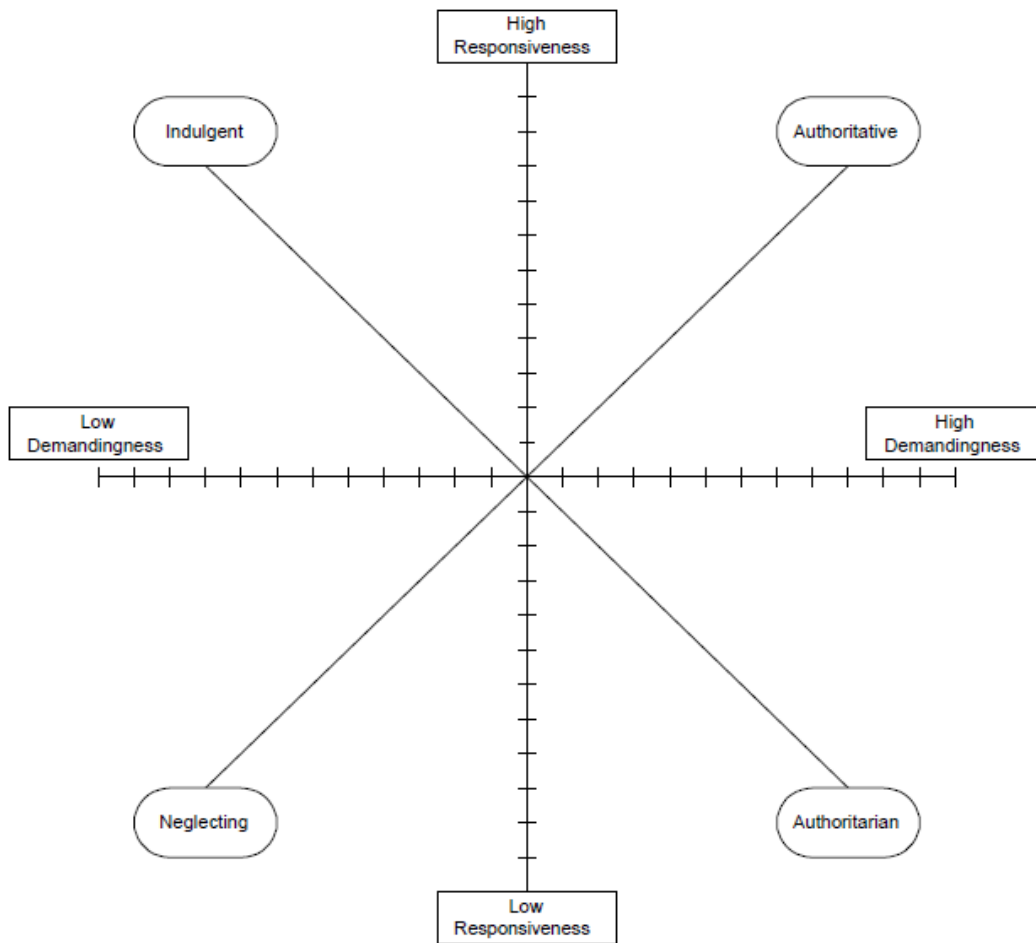 High
Responsiveness
Indulgent
Authoritative
Low
Demandingness
High
Demandingness
Neglecting
Authoritarian
Low
Responsiveness